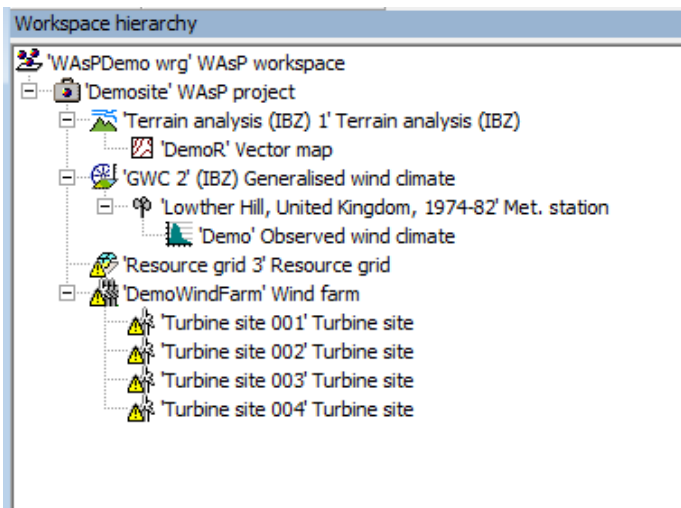 Workspace hierarchy
'WAsPDemo wrg' WAsP workspace
'Demosite' WAsP project
'Terrain analysis (IBZ) 1' Terrain analysis (IBZ)
'DemoR' Vector map
'GWC 2' (IBZ) Generalised wind climate
'Lowther Hill, United Kingdom, 1974-82' Met. station
'Demo' Observed wind climate
'Resource grid 3' Resource grid
'DemoWindFarm' Wind farm
'Turbine site 001' Turbine site
'Turbine site 002' Turbine site
'Turbine site 003' Turbine site
'Turbine site 004' Turbine site